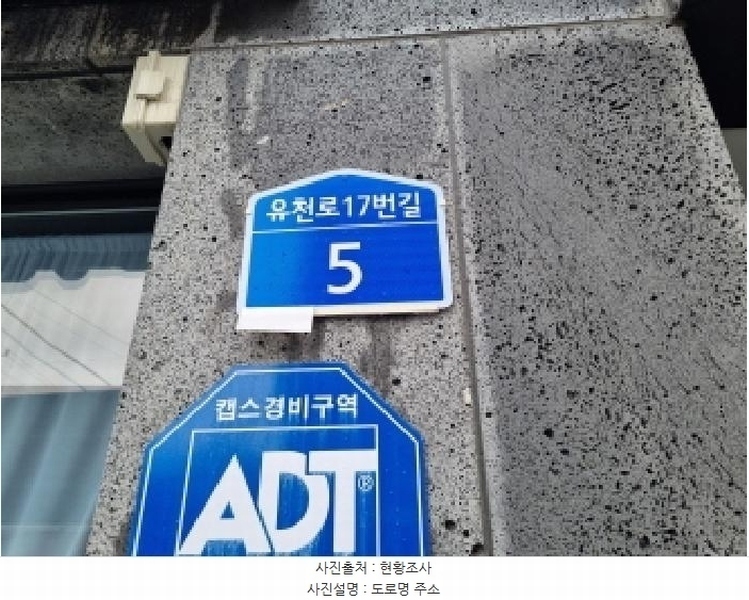 유천로17번길
5
캡스경비구역
ADT®
사진출처 : 현황조사
사진설명 : 도로명 주소